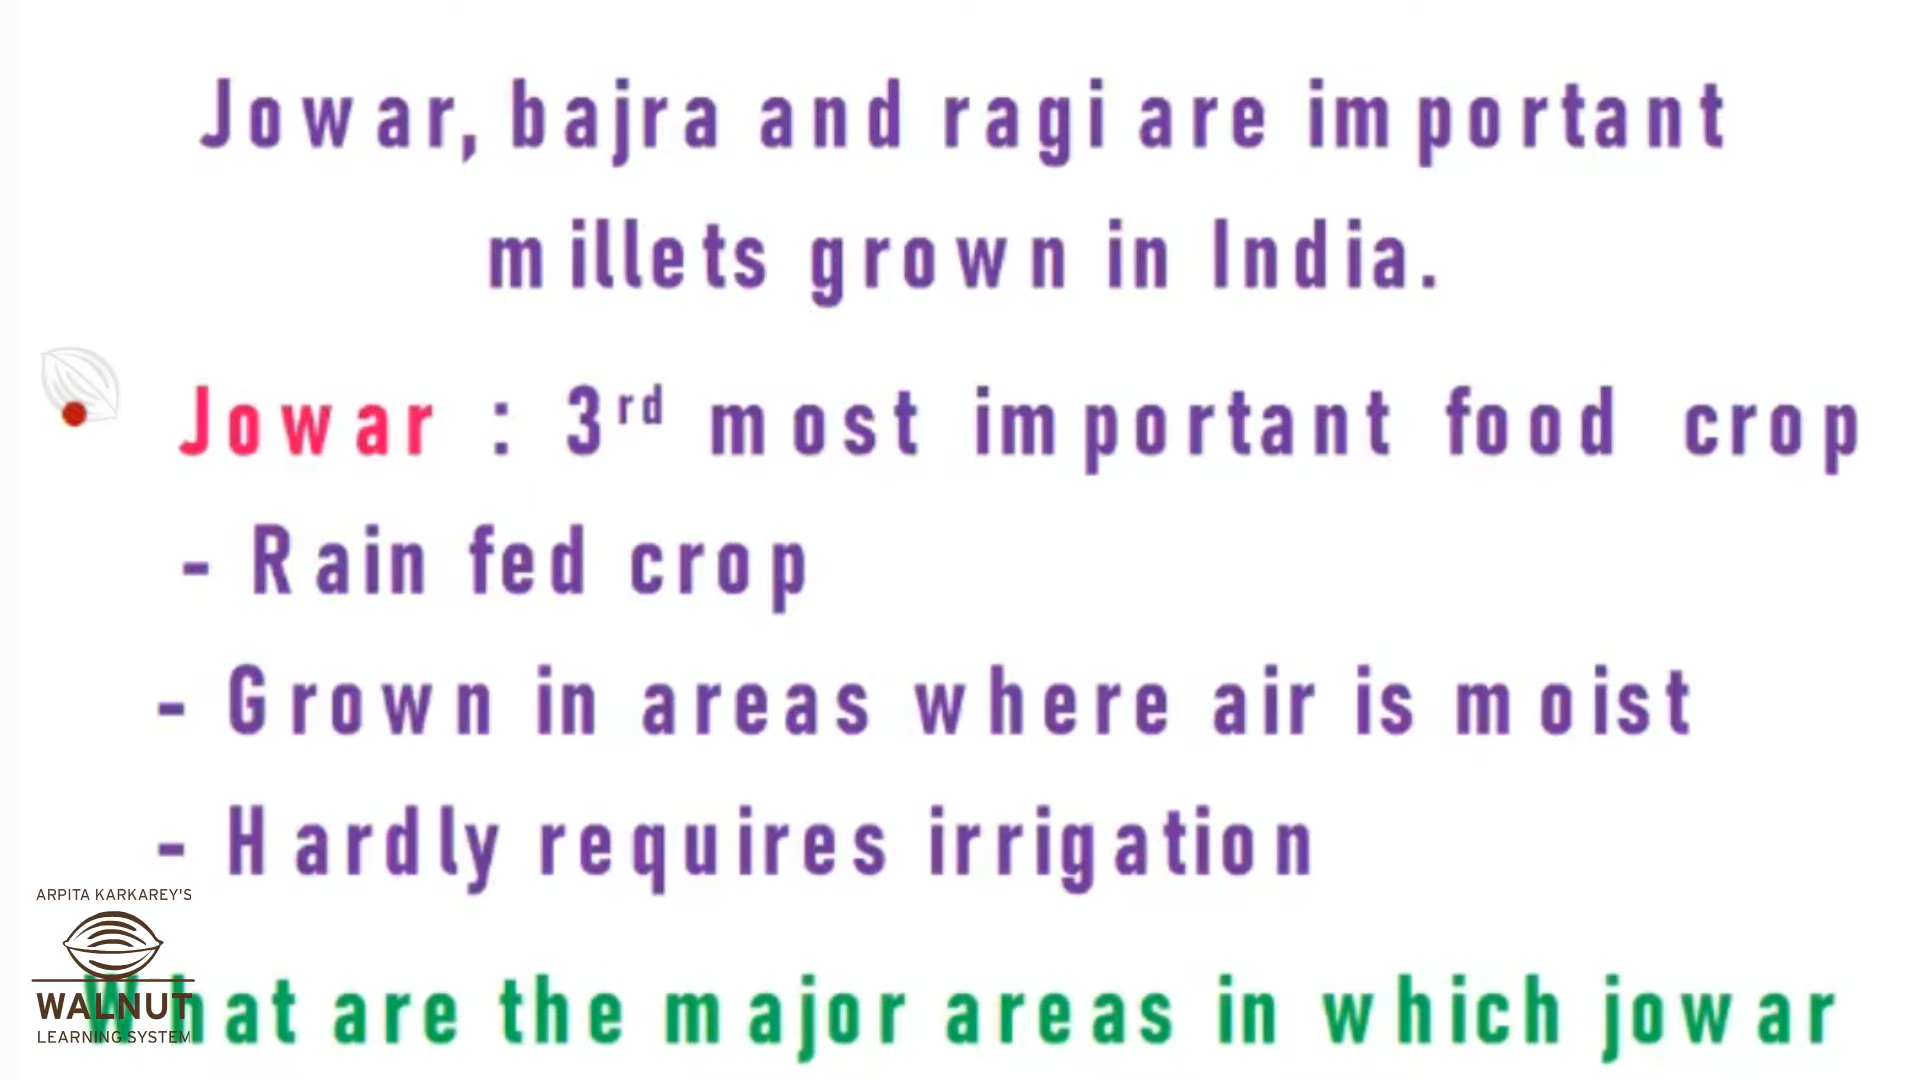 Jowar, bajra and ragi are important
millets grown in India.
Jowar : 3rd most important food crop
- Rain fed crop
- Grown in areas where air is moist
- Hardly requires irrigation
ARPITA KARKAREY'S
WALNUT
LEARNING SYSTEM
What are the major areas in which jowar